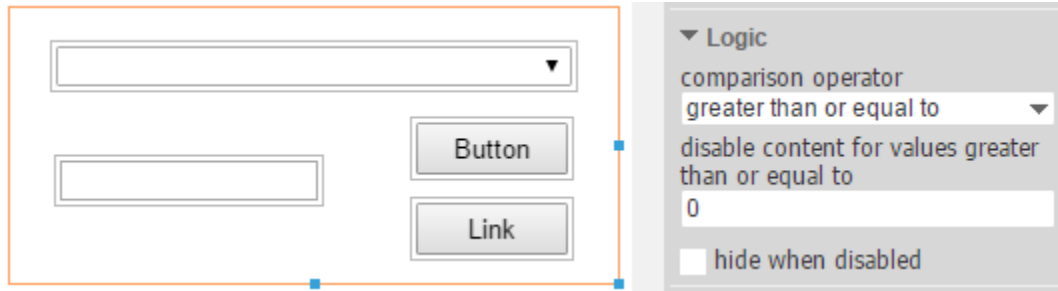 Button
Link
Logic
comparison operator
greater than or equal to
disable content for values greater
than or equal to
0
hide when disabled